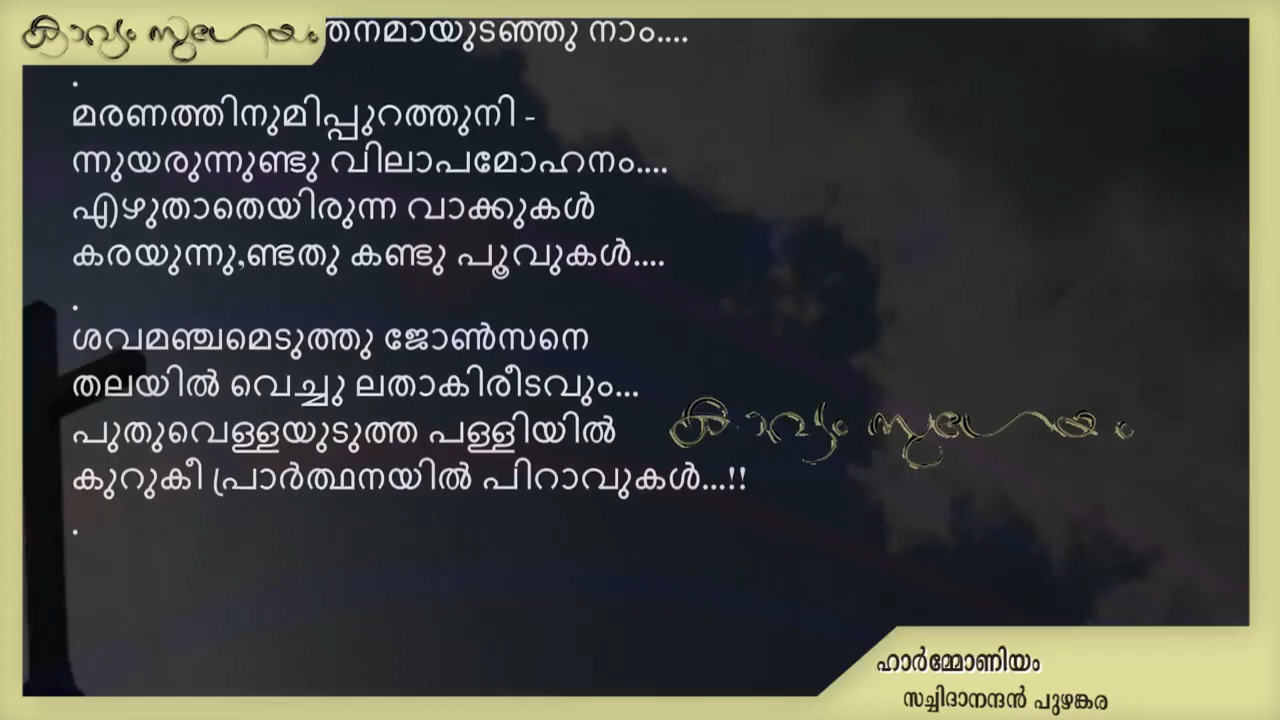 കാവ്യം സുഗേയം
തനമായുടഞ്ഞു നാം....
.
മരണത്തിനുമിപ്പുറത്തുനി -
ന്നുയരുന്നുണ്ടു വിലാപമോഹനം....
എഴുതാതെയിരുന്ന വാക്കുകൾ
കരയുന്നു,ണ്ടതു കണ്ടു പൂവുകൾ....
.
ശവമഞ്ചമെടുത്തു ജോൺസനെ
തലയിൽ വെച്ചു ലതാകിരീടവും...
പുതുവെള്ളയുടുത്ത പള്ളിയിൽ
കാവ്യം സുഗേയം
കുറുകീ പ്രാർത്ഥനയിൽ പിറാവുകൾ...!!
.
ഹാർമ്മോണിയം
സച്ചിദാനന്ദൻ പുഴങ്കര